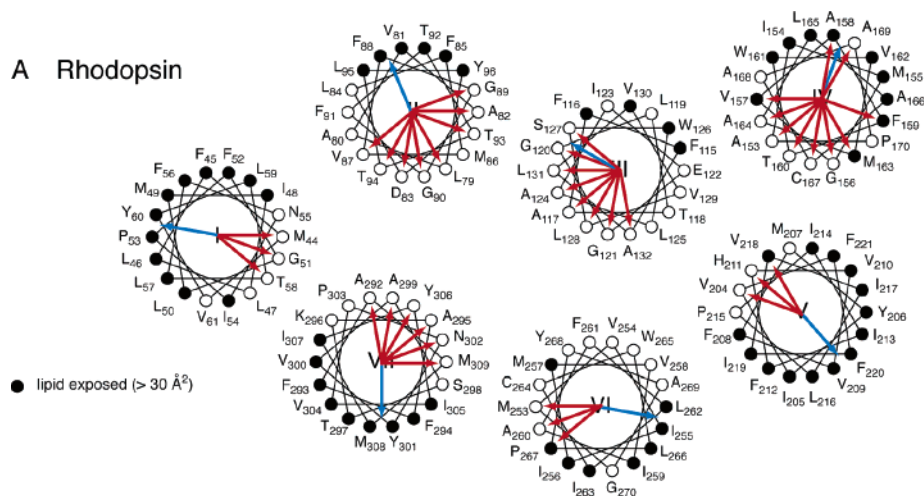 A Rhodopsin
V81
T92
F88
F85
L95
Y96
L84
G89
F91
A82
A80
T93
V87
M86
T94
L79
D83
G90
II
I123
V130
L119
F116
W126
S127
F115
G120
E122
L131
V129
A124
T118
A117
L125
L128
A132
G121
III
L165
A158
A169
I154
V162
W161
M155
A168
A166
V157
F159
A164
P170
A153
M163
T160
G156
C167
IV
F45
F52
F56
L59
M49
I48
Y60
N55
P53
M44
L46
G51
L57
T58
L50
L47
V61
I54
I
A292
A299
P303
Y306
K296
A295
I307
N302
V300
M309
F293
S298
V304
I305
T297
F294
M308
Y301
VII
F261
V254
Y268
W265
M257
V258
C264
A269
M253
L262
A260
I255
P267
L266
I256
I259
I263
G270
VI
M207
I214
V218
F221
H211
V210
V204
I217
P215
Y206
F208
I213
I219
F220
F212
V209
I205
L216
V
lipid exposed (> 30 Å²)